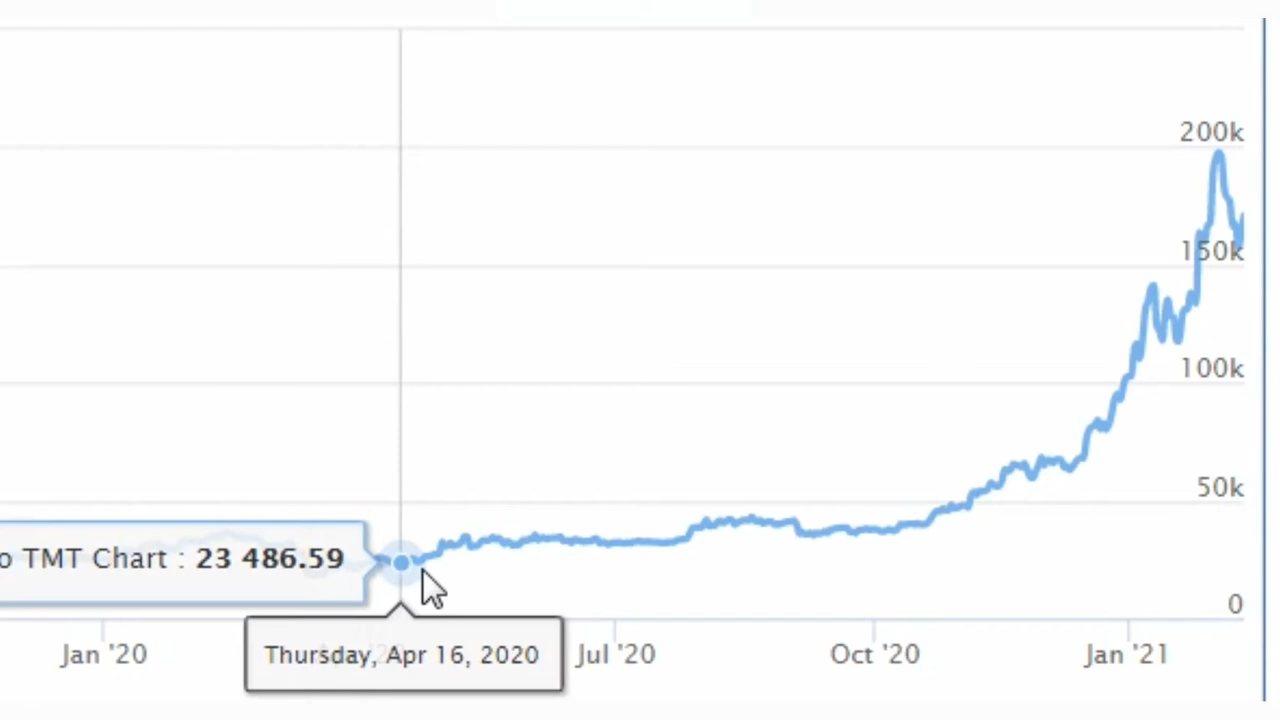 200k
150k
100k
50k
o TMT Chart : 23 486.59
0
Jan '20
Thursday, Apr 16, 2020
Jul '20
Oct '20
Jan '21